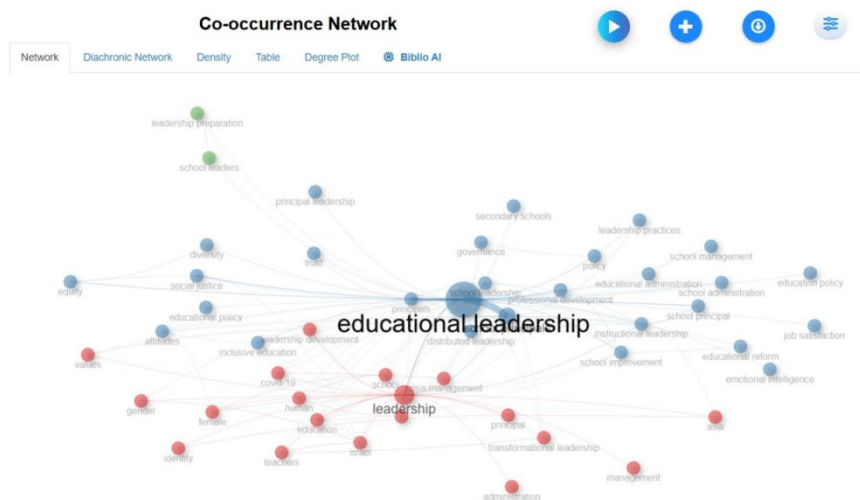 Co-occurrence Network
Network
Diachronic Network
Density
Table
Degree Plot
Biblio AI
leadership preparation
school leaders
principal leadership
secondary schools
leadership practices
diversity
trust
governance
policy
school management
equity
social justice
school leadership
educational administration
education policy
principals
professional development
school administration
educational policy
school principal
educational leadership
attitudes
inclusive education
leadership development
distributed leadership
instructional leadership
job satisfaction
values
school improvement
educational reform
covid-19
school
crisis management
emotional intelligence
gender
female
human
leadership
education
principal
asia
identity
teachers
israel
transformational leadership
management
administration